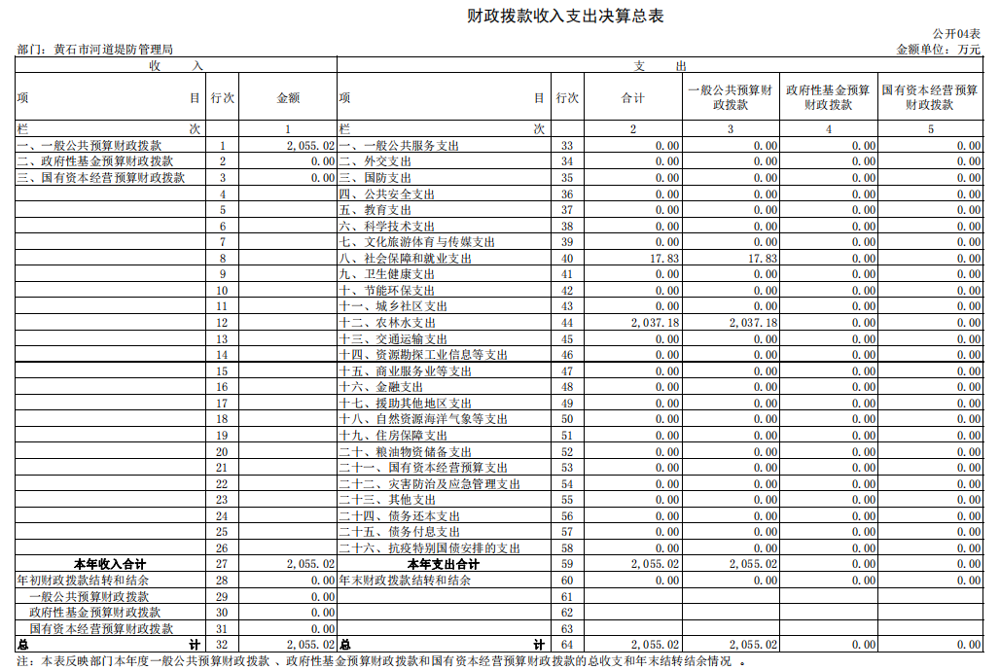 财政拨款收入支出决算总表
公开04表
部门：黄石市河道堤防管理局 金额单位：万元
收 入 支 出
项 目 行次 金额 项 目 行次 合计 一般公共预算财政拨款 政府性基金预算财政拨款 国有资本经营预算财政拨款
栏 次 1 栏 次 2 3 4 5
一、一般公共预算财政拨款 1 2,055.02 一、一般公共服务支出 33 0.00 0.00 0.00 0.00
二、政府性基金预算财政拨款 2 0.00 二、外交支出 34 0.00 0.00 0.00 0.00
三、国有资本经营预算财政拨款 3 0.00 三、国防支出 35 0.00 0.00 0.00 0.00
4 四、公共安全支出 36 0.00 0.00 0.00 0.00
5 五、教育支出 37 0.00 0.00 0.00 0.00
6 六、科学技术支出 38 0.00 0.00 0.00 0.00
7 七、文化旅游体育与传媒支出 39 0.00 0.00 0.00 0.00
8 八、社会保障和就业支出 40 17.83 17.83 0.00 0.00
9 九、卫生健康支出 41 0.00 0.00 0.00 0.00
10 十、节能环保支出 42 0.00 0.00 0.00 0.00
11 十一、城乡社区支出 43 0.00 0.00 0.00 0.00
12 十二、农林水支出 44 2,037.18 2,037.18 0.00 0.00
13 十三、交通运输支出 45 0.00 0.00 0.00 0.00
14 十四、资源勘探工业信息等支出 46 0.00 0.00 0.00 0.00
15 十五、商业服务业等支出 47 0.00 0.00 0.00 0.00
16 十六、金融支出 48 0.00 0.00 0.00 0.00
17 十七、援助其他地区支出 49 0.00 0.00 0.00 0.00
18 十八、自然资源海洋气象等支出 50 0.00 0.00 0.00 0.00
19 十九、住房保障支出 51 0.00 0.00 0.00 0.00
20 二十、粮油物资储备支出 52 0.00 0.00 0.00 0.00
21 二十一、国有资本经营预算支出 53 0.00 0.00 0.00 0.00
22 二十二、灾害防治及应急管理支出 54 0.00 0.00 0.00 0.00
23 二十三、其他支出 55 0.00 0.00 0.00 0.00
24 二十四、债务还本支出 56 0.00 0.00 0.00 0.00
25 二十五、债务付息支出 57 0.00 0.00 0.00 0.00
26 二十六、抗疫特别国债安排的支出 58 0.00 0.00 0.00 0.00
本年收入合计 27 2,055.02 本年支出合计 59 2,055.02 2,055.02 0.00 0.00
年初财政拨款结转和结余 28 0.00 年末财政拨款结转和结余 60 0.00 0.00 0.00 0.00
一般公共预算财政拨款 29 0.00 61
政府性基金预算财政拨款 30 0.00 62
国有资本经营预算财政拨款 31 0.00 63
总 计 32 2,055.02 总 计 64 2,055.02 2,055.02 0.00 0.00
注：本表反映部门本年度一般公共预算财政拨款 、政府性基金预算财政拨款和国有资本经营预算财政拨款的总收支和年末结转结余情况 。